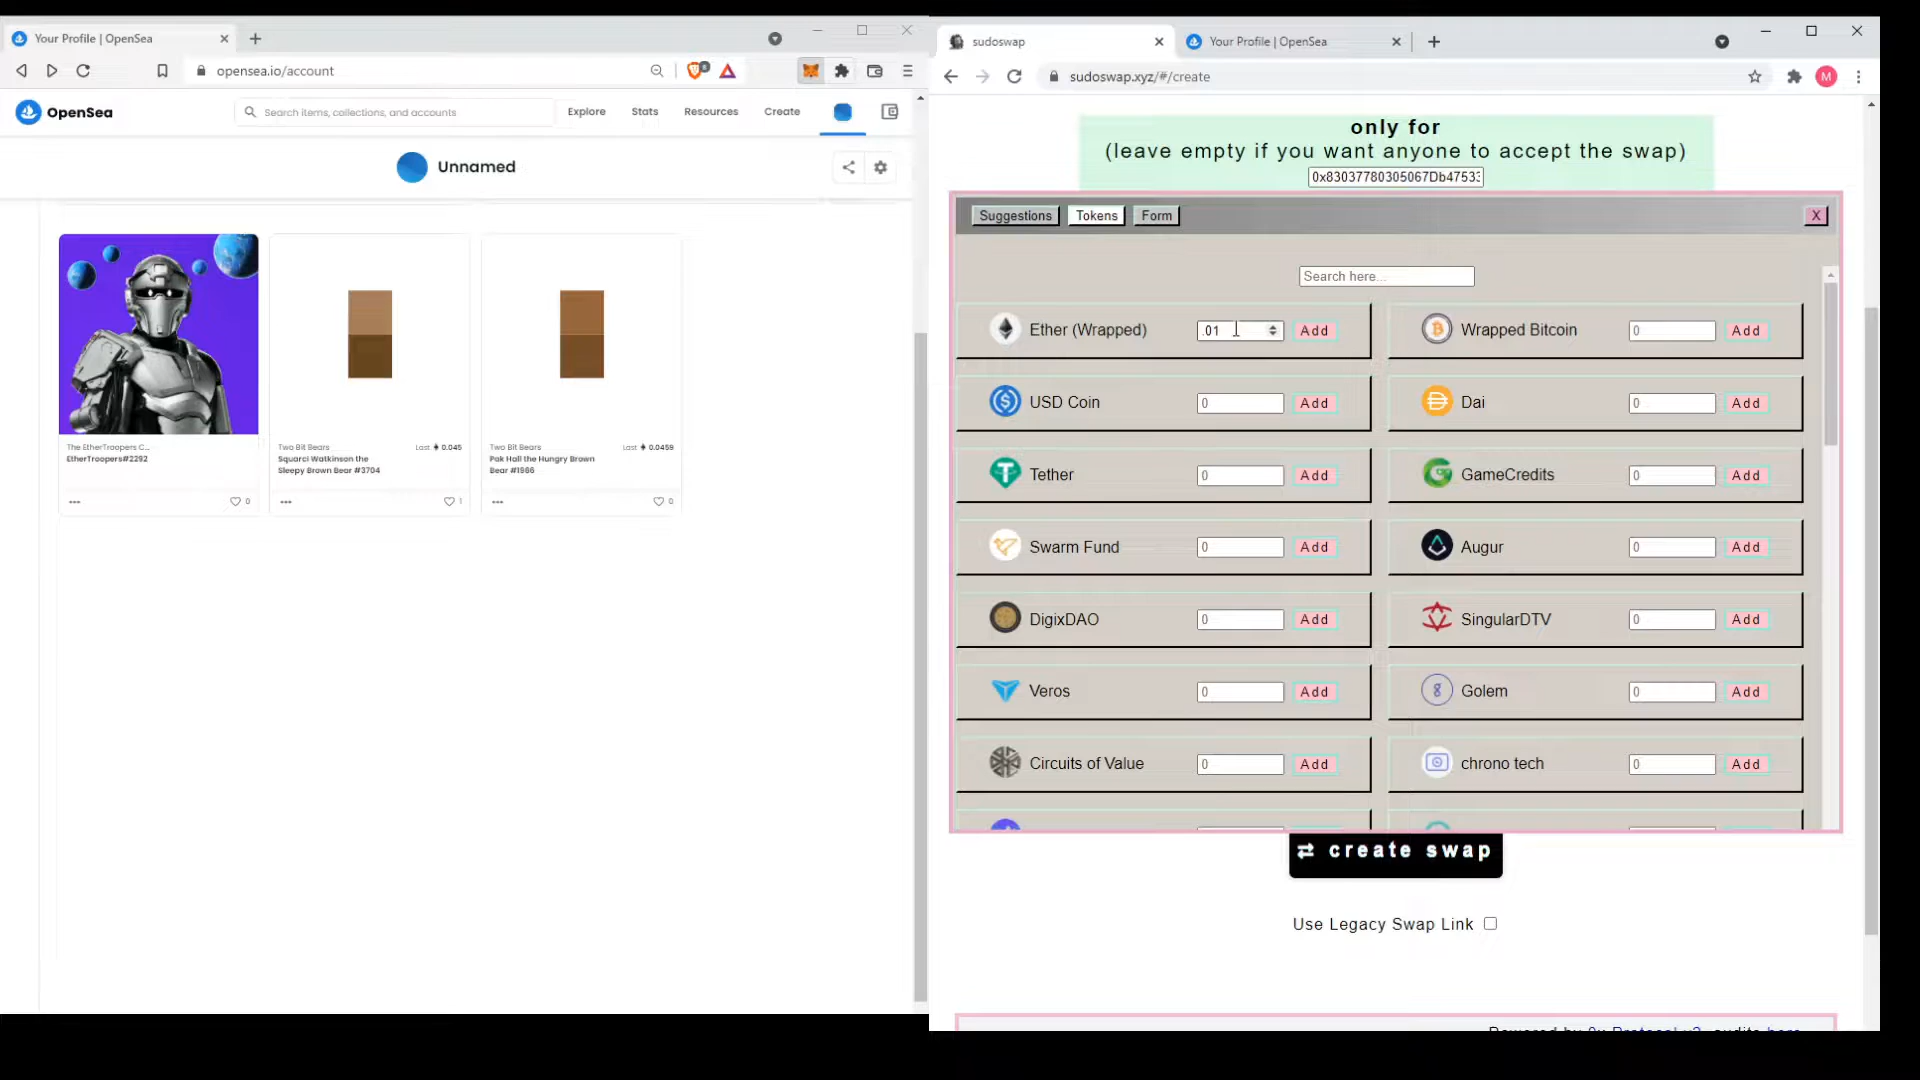 Your Profile | OpenSea
opensea.io/account
OpenSea
Search items, collections, and accounts
Explore
Stats
Resources
Create
Unnamed
The EtherTroopers C...
EtherTroopers#2292
0
Two Bit Bears
Last 0.045
Squarci Watkinson the
Sleepy Brown Bear #3704
1
Two Bit Bears
Last 0.0459
Pak Hall the Hungry Brown
Bear #1986
0
sudoswap
Your Profile | OpenSea
sudoswap.xyz/#/create
M
only for
(leave empty if you want anyone to accept the swap)
0x83037780305067Db47533
Suggestions
Tokens
Form
X
Search here...
Ether (Wrapped) .01 Add
Wrapped Bitcoin 0 Add
USD Coin 0 Add
Dai 0 Add
Tether 0 Add
GameCredits 0 Add
Swarm Fund 0 Add
Augur 0 Add
DigixDAO 0 Add
SingularDTV 0 Add
Veros 0 Add
Golem 0 Add
Circuits of Value 0 Add
chrono tech 0 Add
create swap
Use Legacy Swap Link